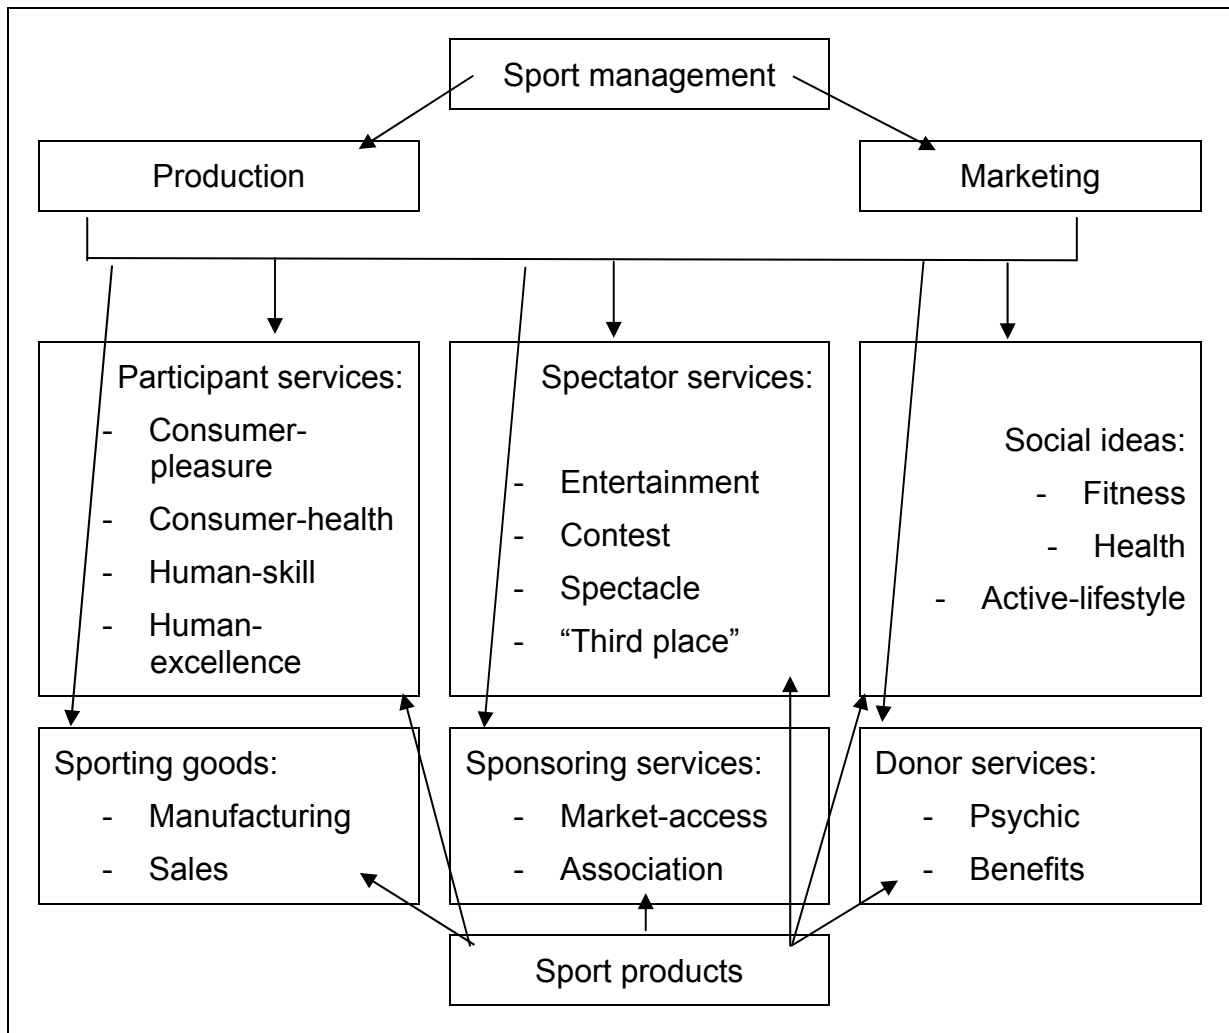 Sport management
Production
Marketing
Participant services:
- Consumer-
pleasure
- Consumer-health
- Human-skill
- Human-
excellence
Spectator services:
- Entertainment
- Contest
- Spectacle
- “Third place”
Social ideas:
- Fitness
- Health
- Active-lifestyle
Sporting goods:
- Manufacturing
- Sales
Sponsoring services:
- Market-access
- Association
Donor services:
- Psychic
- Benefits
Sport products